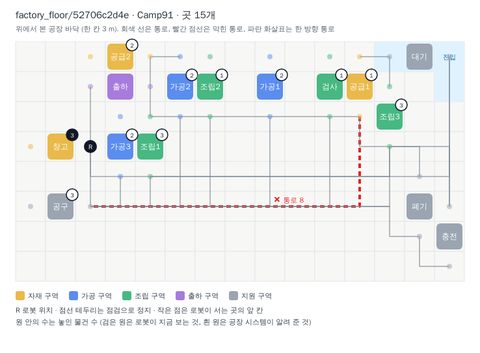 factory_floor/52706c2d4e · Camp91 · 곳 15개
위에서 본 공장 바닥 (한 칸 3 m). 회색 선은 통로, 빨간 점선은 막힌 통로, 파란 화살표는 한 방향 통로
공급2 2
대기
진입
출하
가공2 2
조립2 1
가공1 2
검사 1
공급1 1
조립3 3
창고 3
R
가공3 2
조립1 3
공구 3
✖ 통로 8
폐기
충전
자재 구역
가공 구역
조립 구역
출하 구역
지원 구역
R 로봇 위치 · 점선 테두리는 점검으로 정지 · 작은 점은 로봇이 서는 곳의 앞 칸
원 안의 수는 놓인 물건 수 (검은 원은 로봇이 지금 보는 것, 흰 원은 공장 시스템이 알려 준 것)